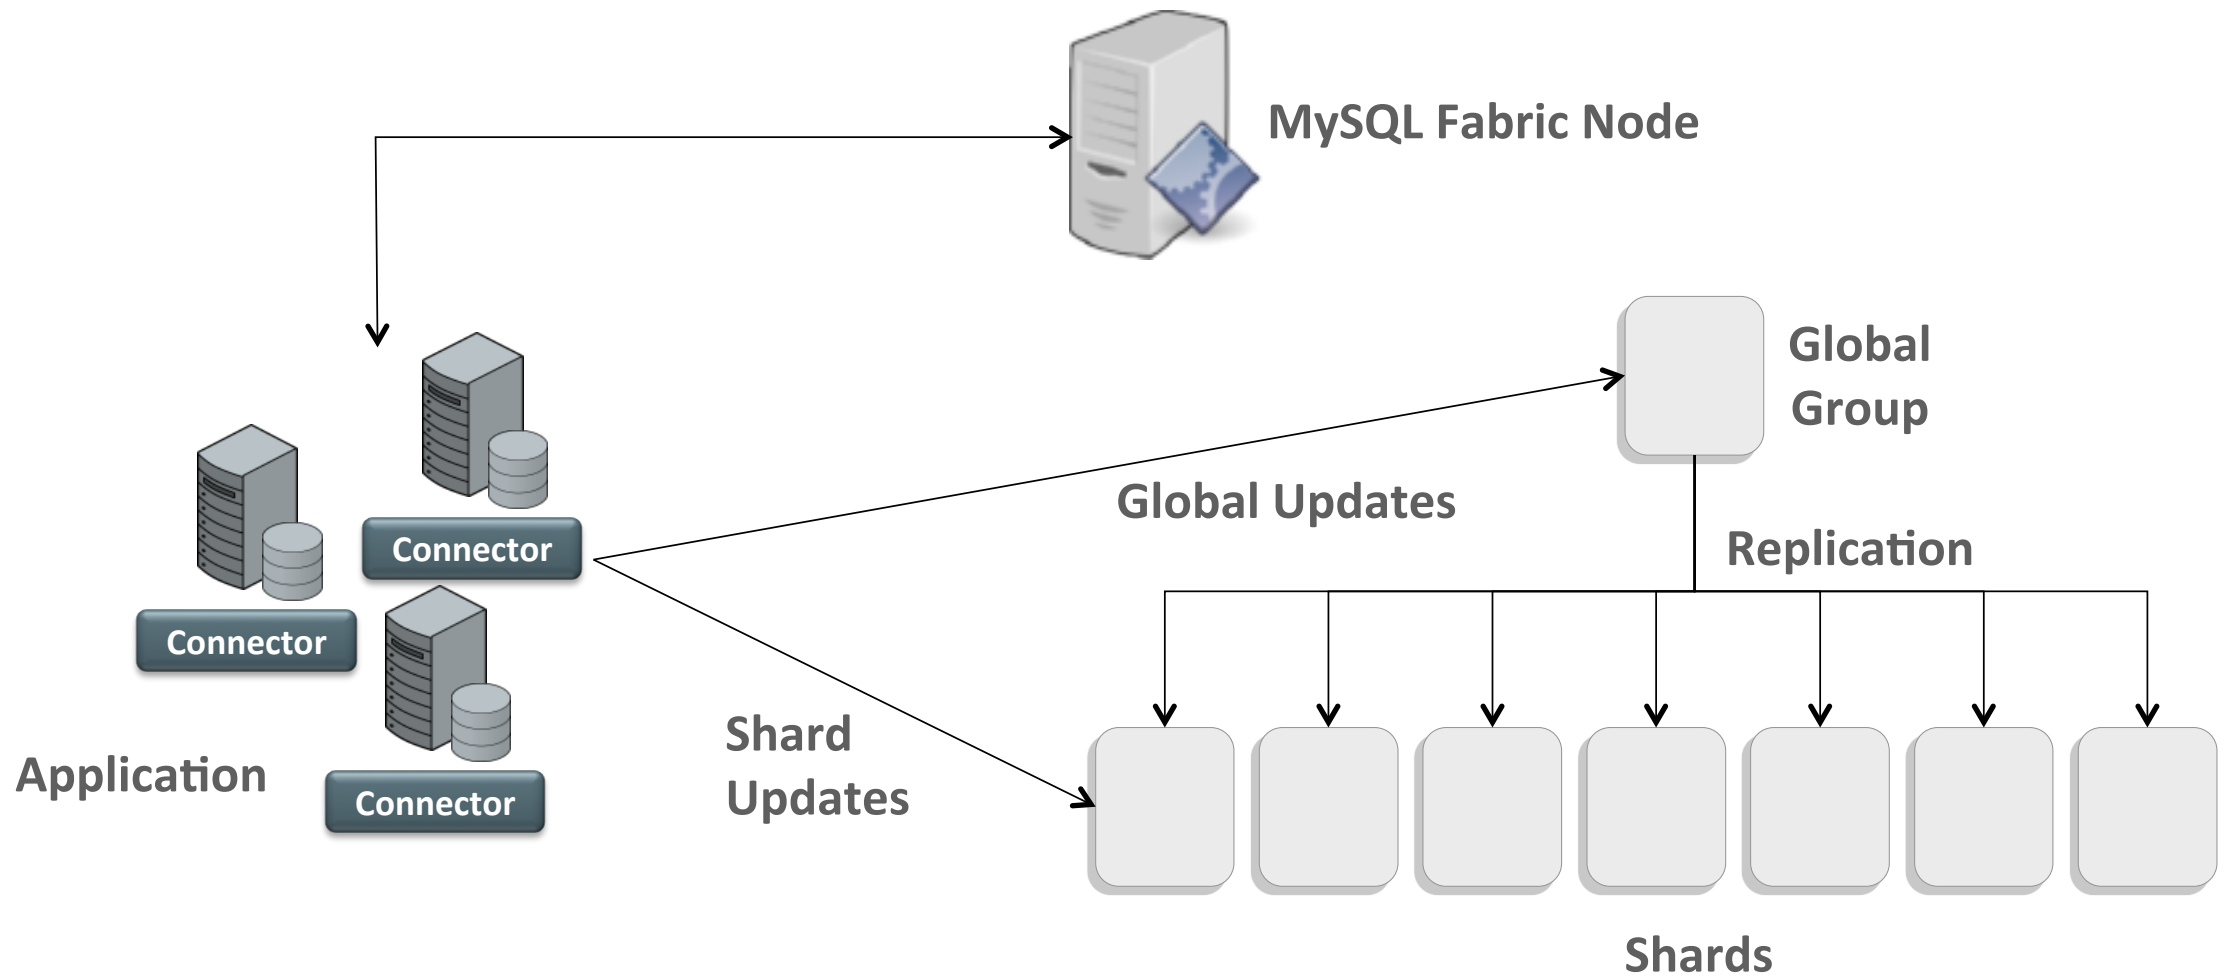 MySQL Fabric Node
Global
Group
Global Updates
Replication
Connector
Connector
Connector
Application
Shard
Updates
Shards